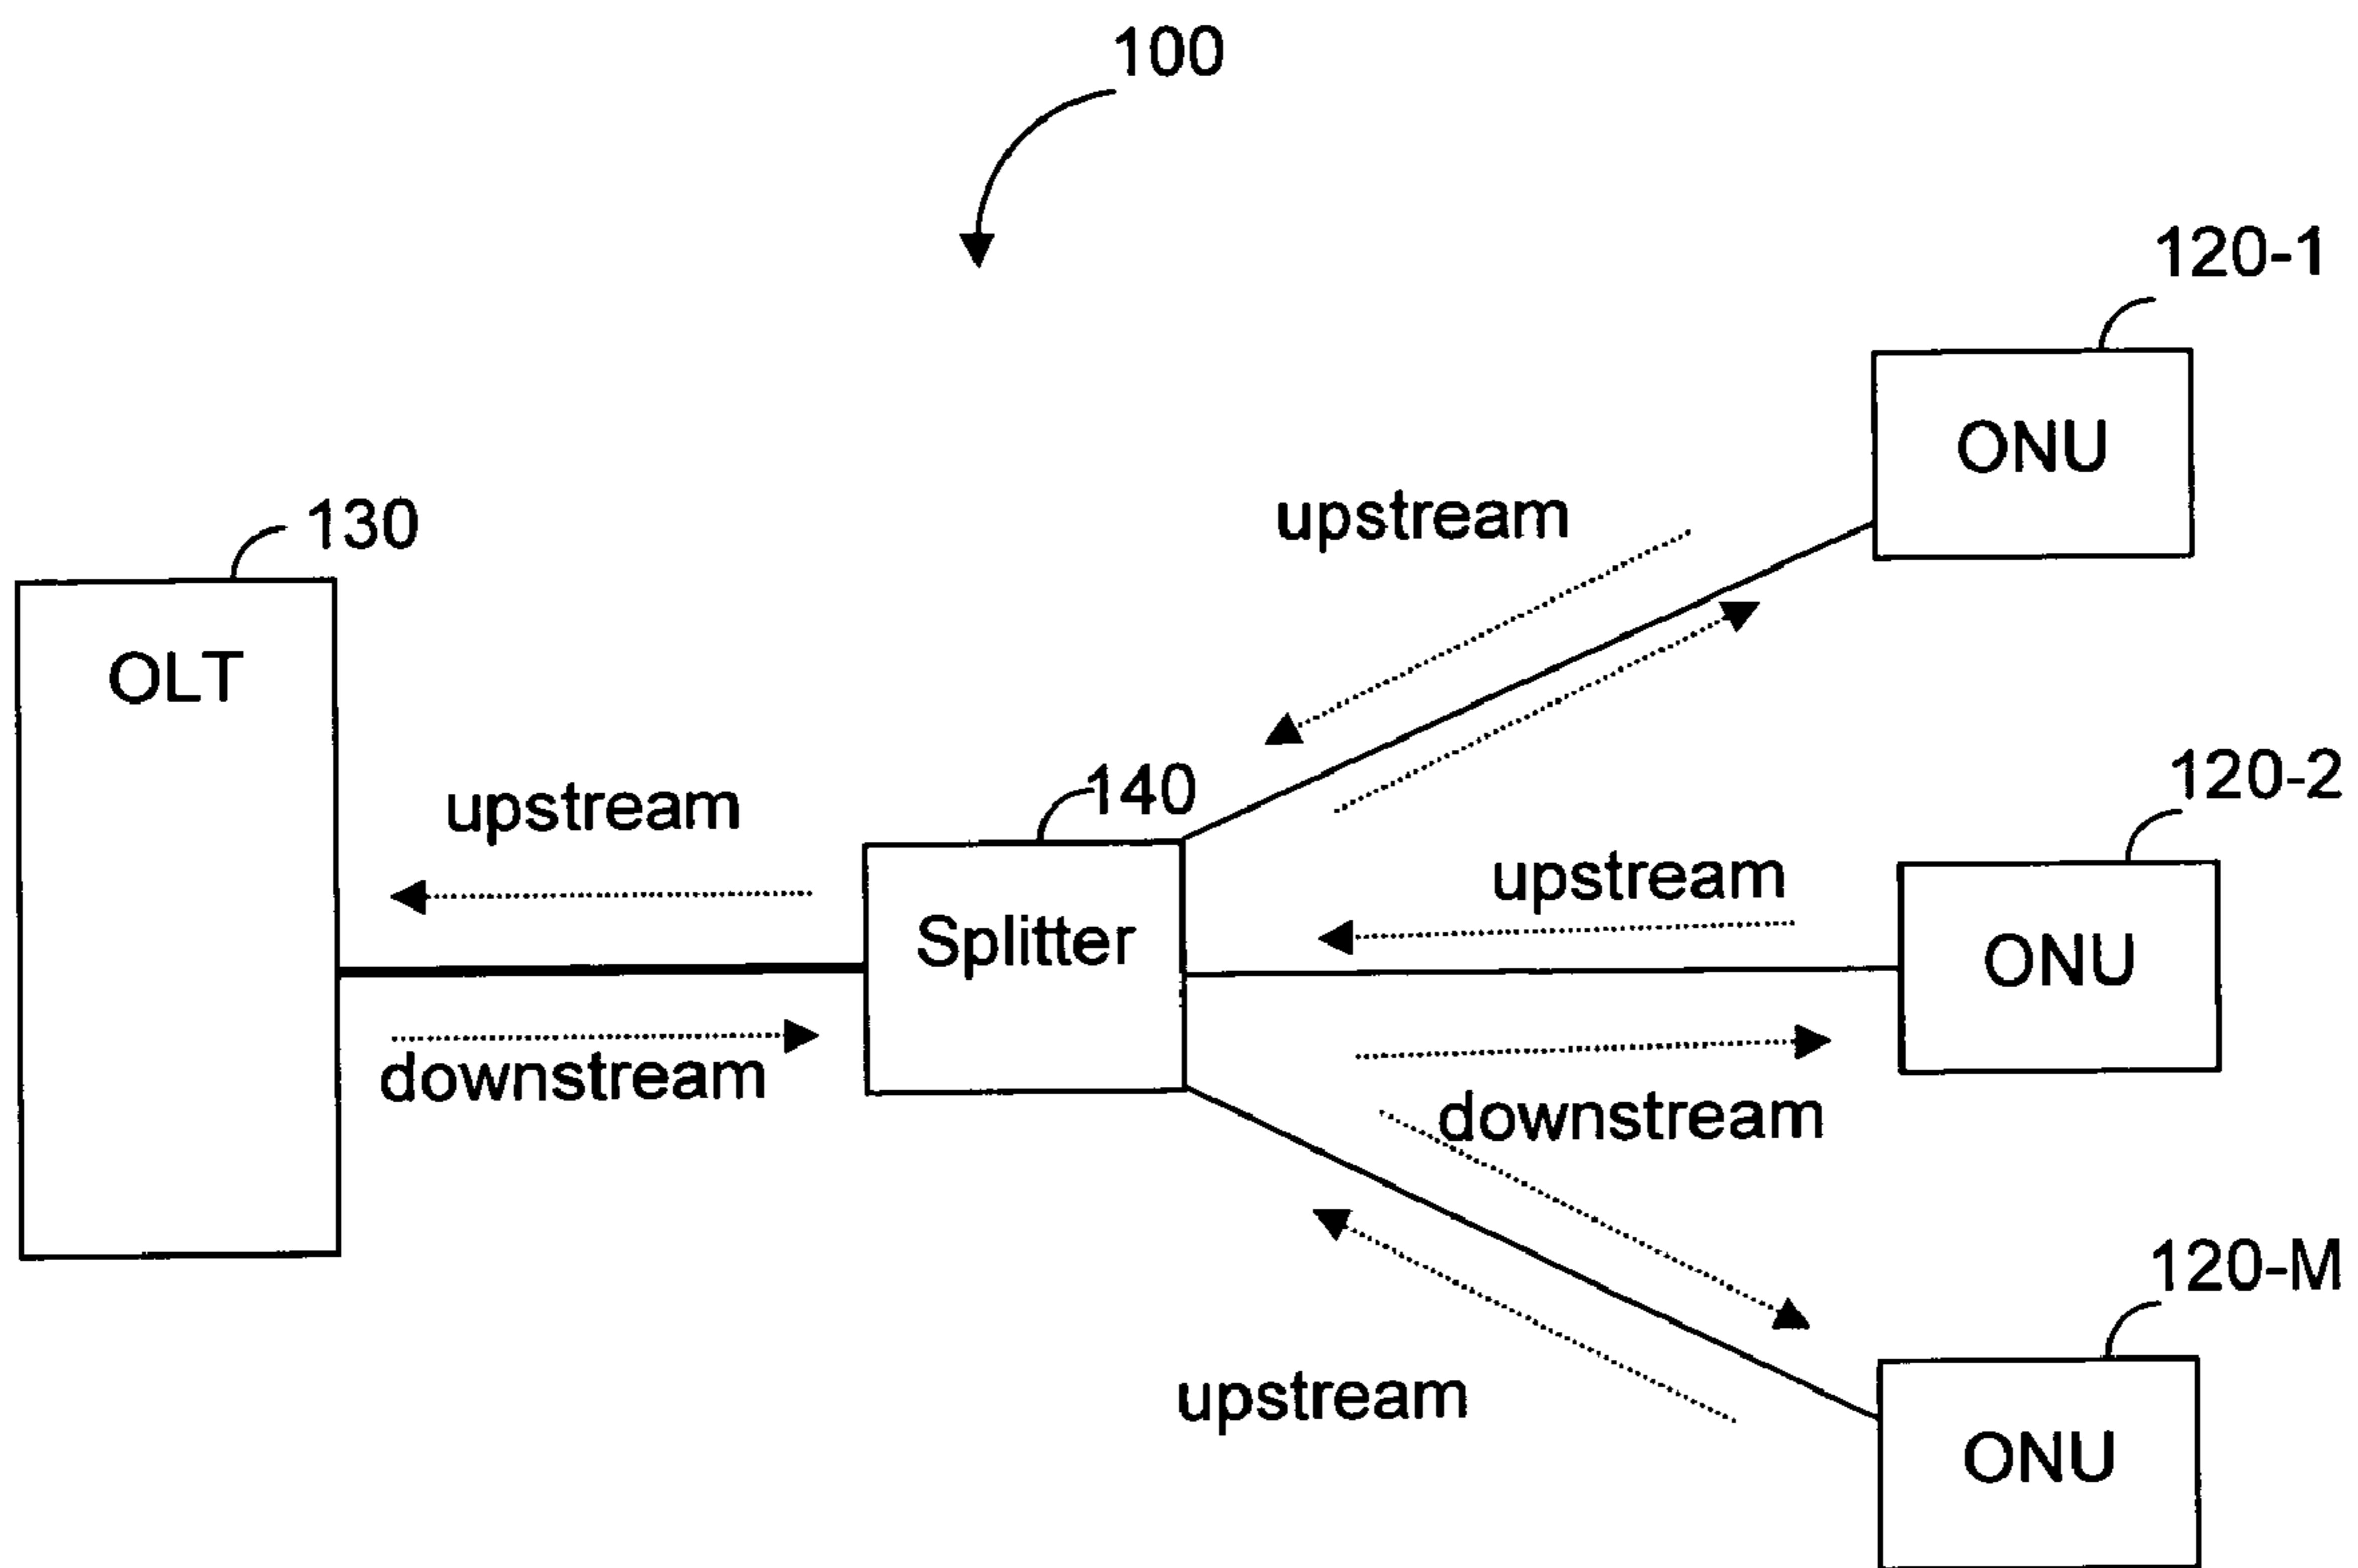 100
120-1
ONU
upstream
130
OLT
120-2
140
upstream
upstream
Splitter
ONU
downstream
downstream
120-M
upstream
ONU